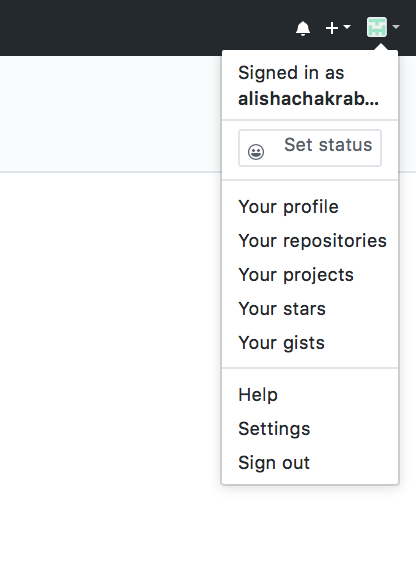 Signed in as
alishachakrab...
Set status
Your profile
Your repositories
Your projects
Your stars
Your gists
Help
Settings
Sign out